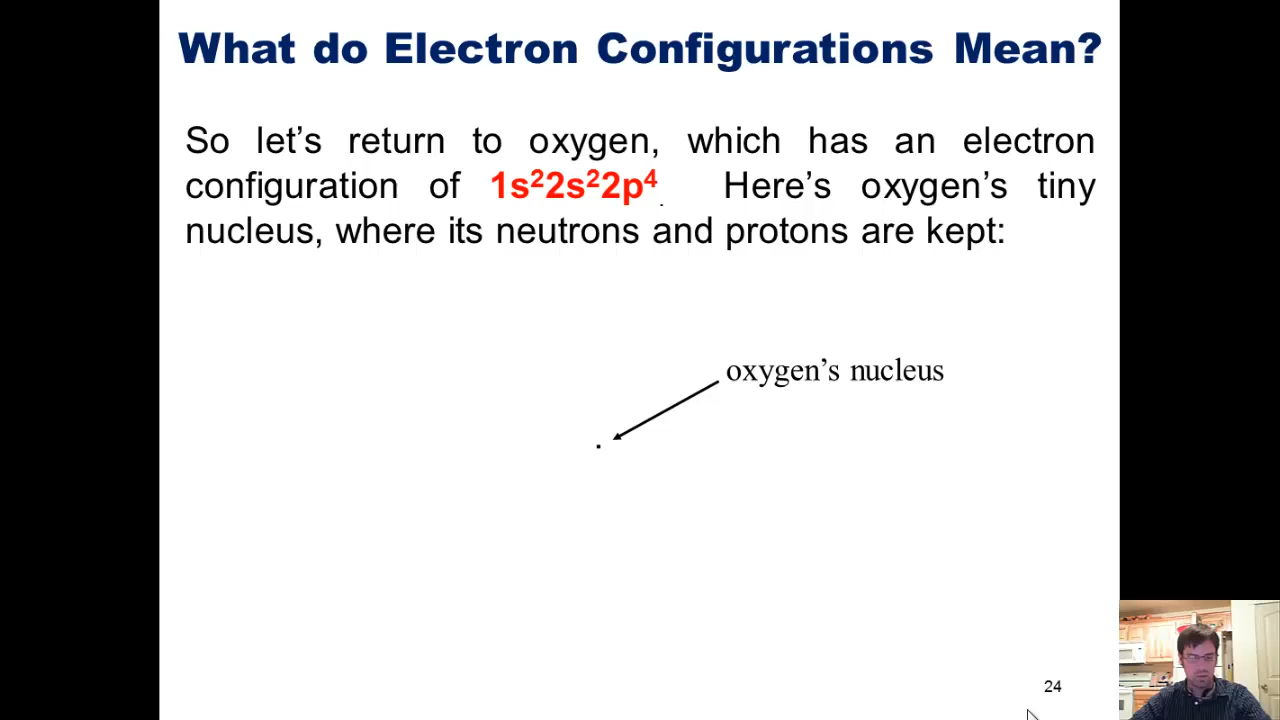 What do Electron Configurations Mean?
So let’s return to oxygen, which has an electron
configuration of 1s²2s²2p⁴. Here’s oxygen’s tiny
nucleus, where its neutrons and protons are kept:
oxygen’s nucleus
24